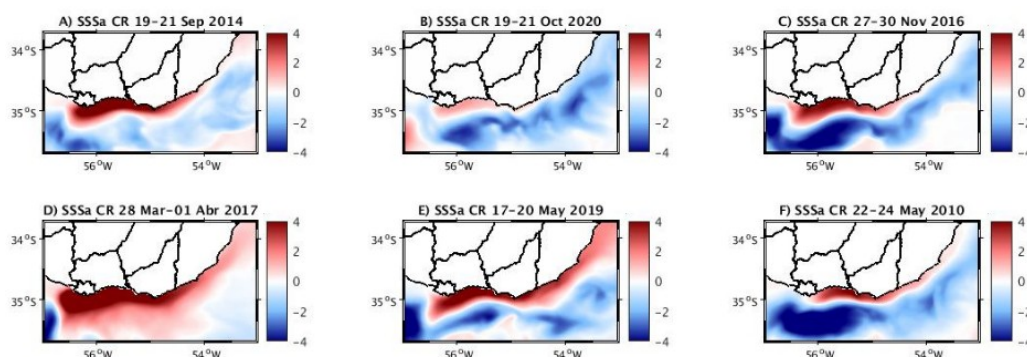 A) SSSa CR 19-21 Sep 2014
B) SSSa CR 19-21 Oct 2020
C) SSSa CR 27-30 Nov 2016
34°S
35°S
56°W
54°W
4
2
0
-2
-4
34°S
35°S
56°W
54°W
4
2
0
-2
-4
34°S
35°S
56°W
54°W
4
2
0
-2
-4
D) SSSa CR 28 Mar-01 Abr 2017
E) SSSa CR 17-20 May 2019
F) SSSa CR 22-24 May 2010
34°S
35°S
56°W
54°W
4
2
0
-2
-4
34°S
35°S
56°W
54°W
4
2
0
-2
-4
34°S
35°S
56°W
54°W
4
2
0
-2
-4